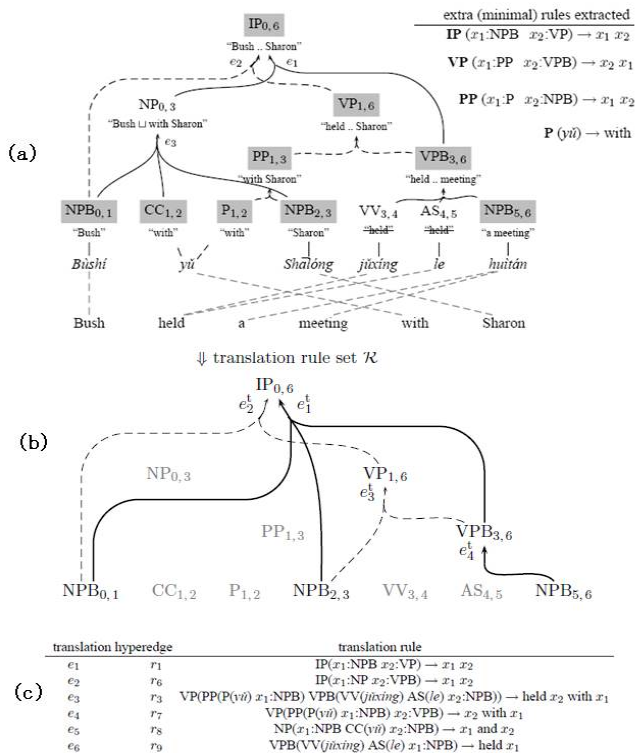 extra (minimal) rules extracted
IP (x₁:NPB x₂:VP) → x₁ x₂
VP (x₁:PP x₂:VPB) → x₂ x₁
PP (x₁:P x₂:NPB) → x₁ x₂
P (yǔ) → with
IP₀,₆
"Bush .. Sharon"
e₂ e₁
NP₀,₃ VP₁,₆
"Bush ⊔ with Sharon" "held .. Sharon"
(a)
e₃ PP₁,₃ VPB₃,₆
"with Sharon" "held .. meeting"
NPB₀,₁ CC₁,₂ P₁,₂ NPB₂,₃ VV₃,₄ AS₄,₅ NPB₅,₆
"Bush" "with" "with" "Sharon" "held" "held" "a meeting"
Bùshí yǔ Shālóng jǔxíng le huìtán
Bush held a meeting with Sharon
⇓ translation rule set R
IP₀,₆
e₂ᵗ e₁ᵗ
(b)
NP₀,₃ VP₁,₆
e₃ᵗ
PP₁,₃ VPB₃,₆
e₄ᵗ
NPB₀,₁ CC₁,₂ P₁,₂ NPB₂,₃ VV₃,₄ AS₄,₅ NPB₅,₆
(c)
translation hyperedge translation rule
e₁ r₁ IP(x₁:NPB x₂:VP) → x₁ x₂
e₂ r₆ IP(x₁:NP x₂:VPB) → x₁ x₂
e₃ r₃ VP(PP(P(yǔ) x₁:NPB) VPB(VV(jǔxíng) AS(le) x₂:NPB)) → held x₂ with x₁
e₄ r₇ VP(PP(P(yǔ) x₁:NPB) x₂:VPB) → x₂ with x₁
e₅ r₈ NP(x₁:NPB CC(yǔ) x₂:NPB) → x₁ and x₂
e₆ r₉ VPB(VV(jǔxíng) AS(le) x₁:NPB) → held x₁